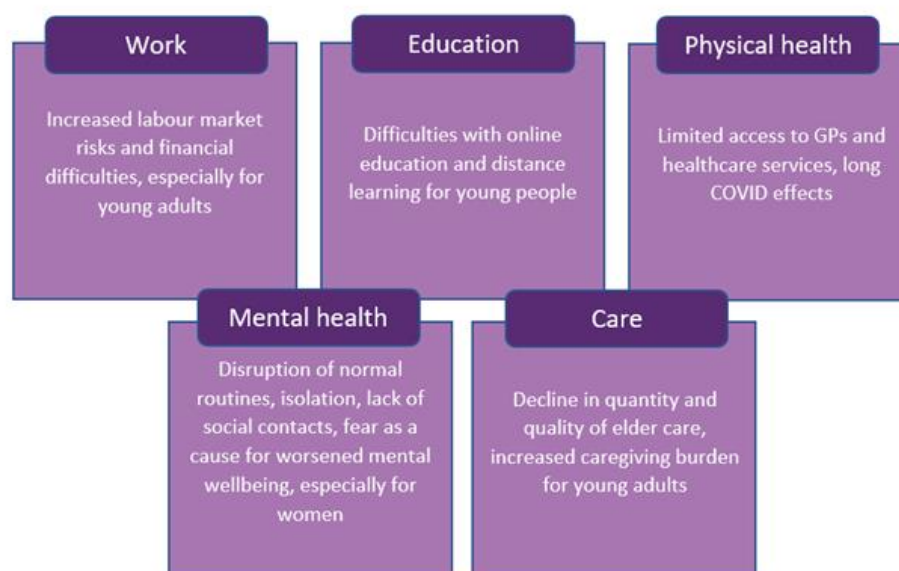 Work
Increased labour market
risks and financial
difficulties, especially for
young adults
Education
Difficulties with online
education and distance
learning for young people
Physical health
Limited access to GPs and
healthcare services, long
COVID effects
Mental health
Disruption of normal
routines, isolation, lack of
social contacts, fear as a
cause for worsened mental
wellbeing, especially for
women
Care
Decline in quantity and
quality of elder care,
increased caregiving burden
for young adults